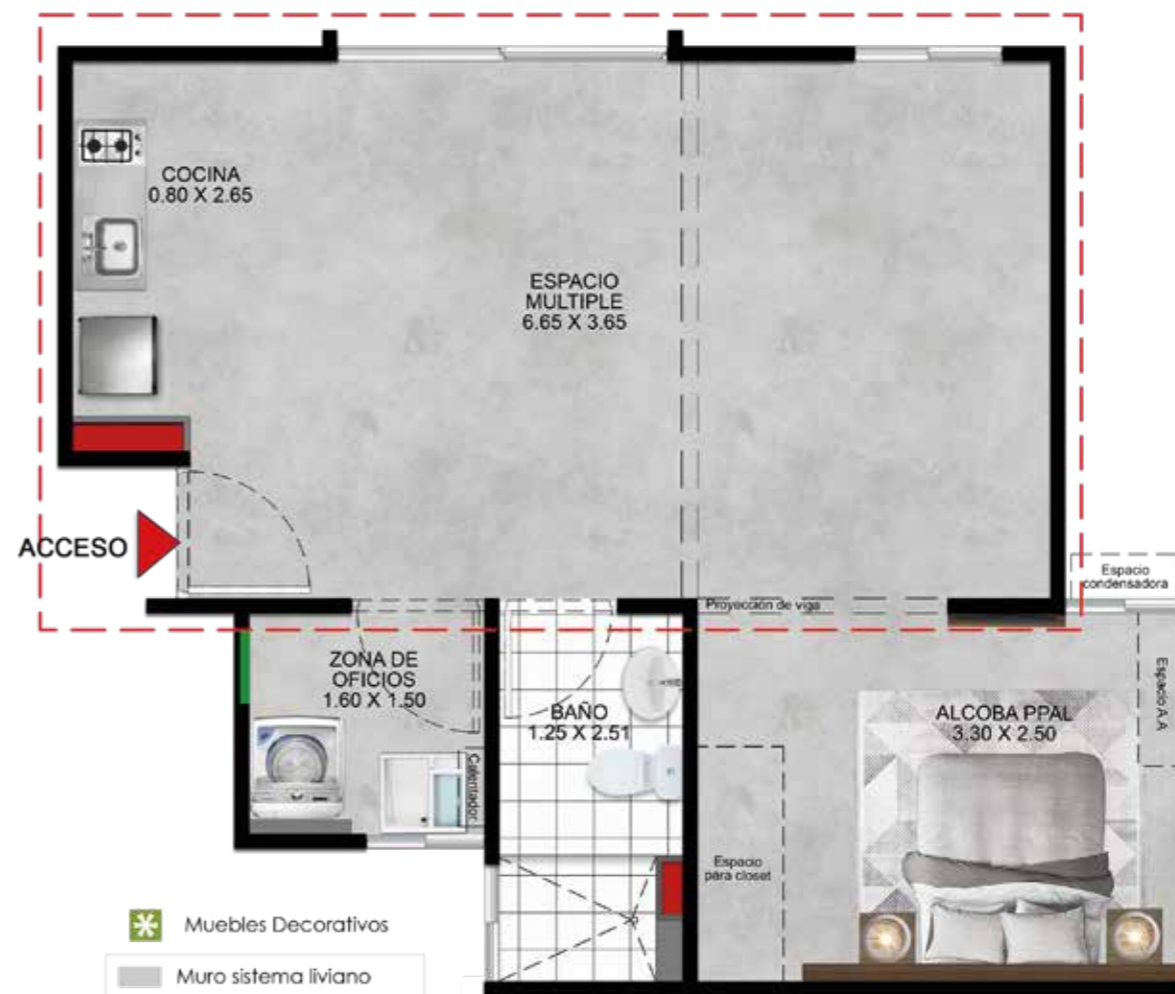 COCINA
0.80 X 2.65
ESPACIO
MULTIPLE
6.65 X 3.65
ACCESO
Espacio
condensadora
Proyección de viga
ZONA DE
OFICIOS
1.60 X 1.50
BAÑO
1.25 X 2.51
Espacio A.A
ALCOBA PPAL
3.30 X 2.50
Calentador
Espacio
para closet
Muebles Decorativos
Muro sistema liviano